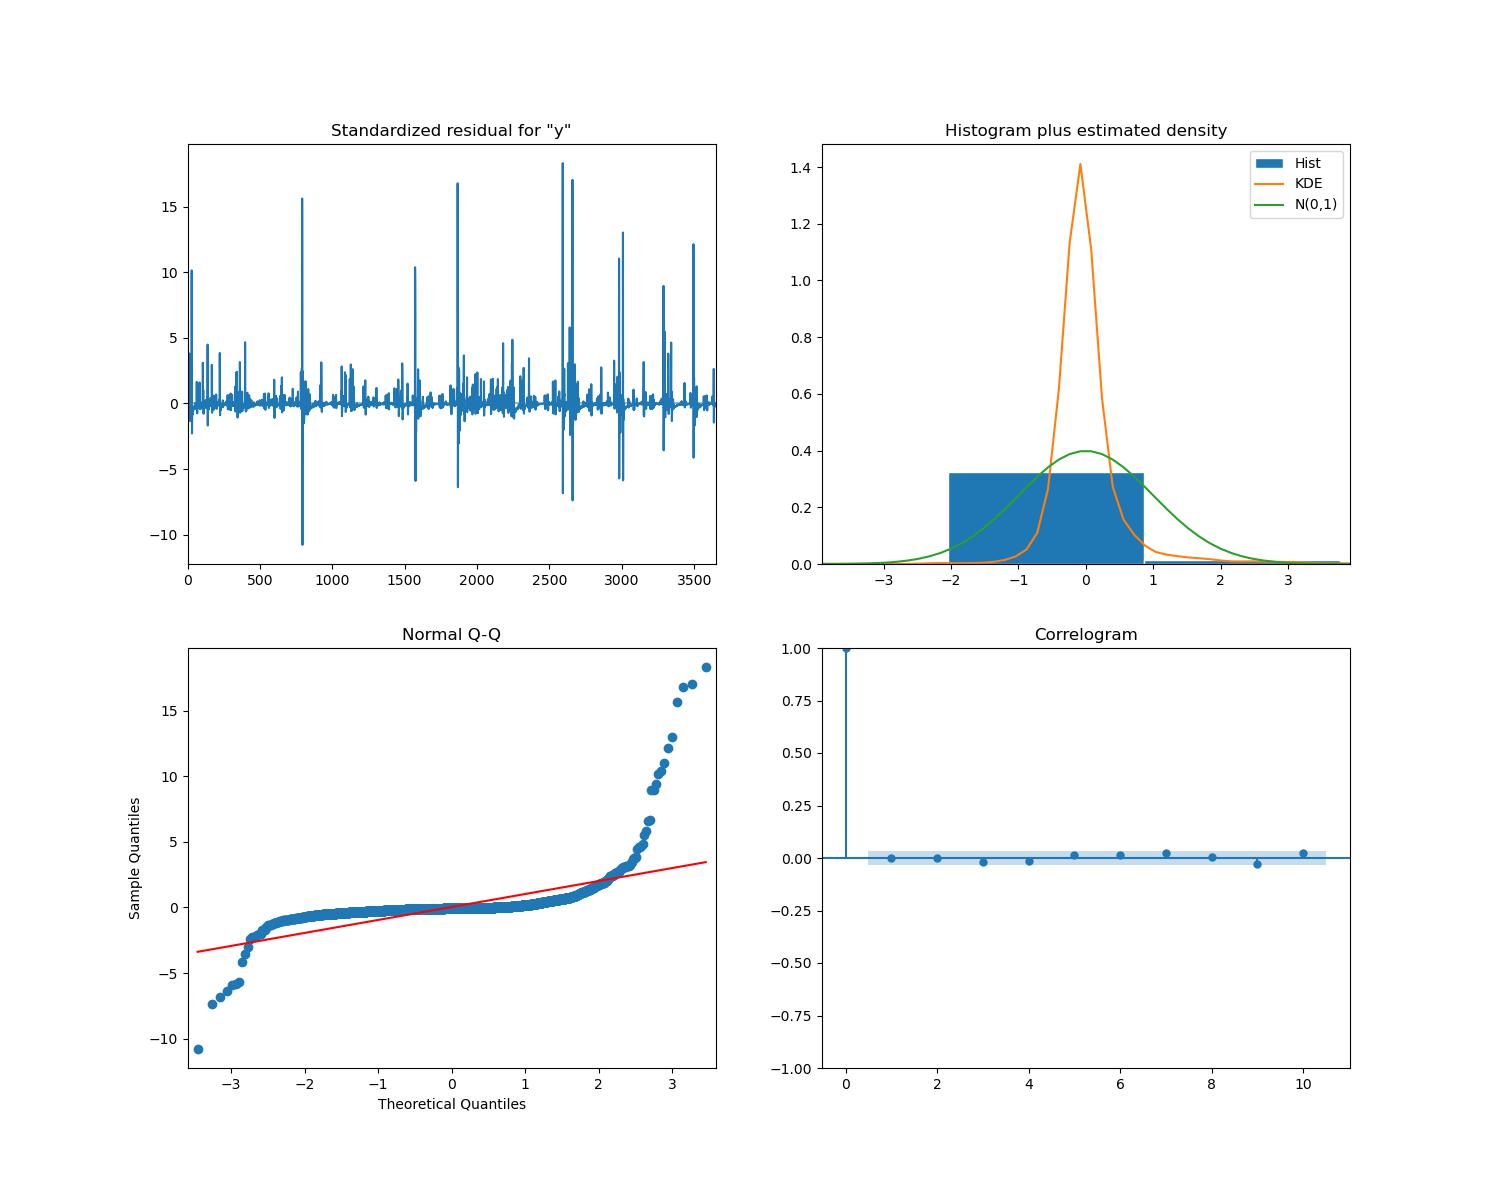 Standardized residual for "y"
15
10
5
0
−5
−10
0 500 1000 1500 2000 2500 3000 3500
Histogram plus estimated density
Hist
KDE
N(0,1)
1.4
1.2
1.0
0.8
0.6
0.4
0.2
0.0
−3 −2 −1 0 1 2 3
Normal Q-Q
Sample Quantiles
15
10
5
0
−5
−10
−3 −2 −1 0 1 2 3
Theoretical Quantiles
Correlogram
1.00
0.75
0.50
0.25
0.00
−0.25
−0.50
−0.75
−1.00
0 2 4 6 8 10